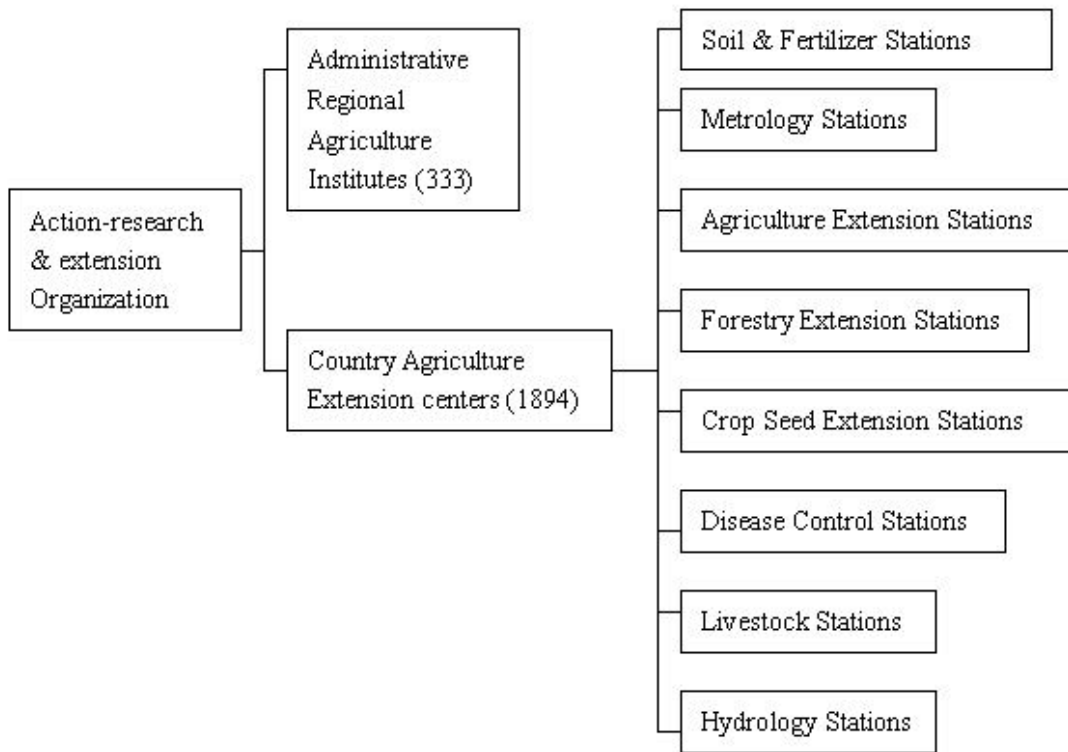 Action-research
& extension
Organization
Administrative
Regional
Agriculture
Institutes (333)
Country Agriculture
Extension centers (1894)
Soil & Fertilizer Stations
Metrology Stations
Agriculture Extension Stations
Forestry Extension Stations
Crop Seed Extension Stations
Disease Control Stations
Livestock Stations
Hydrology Stations